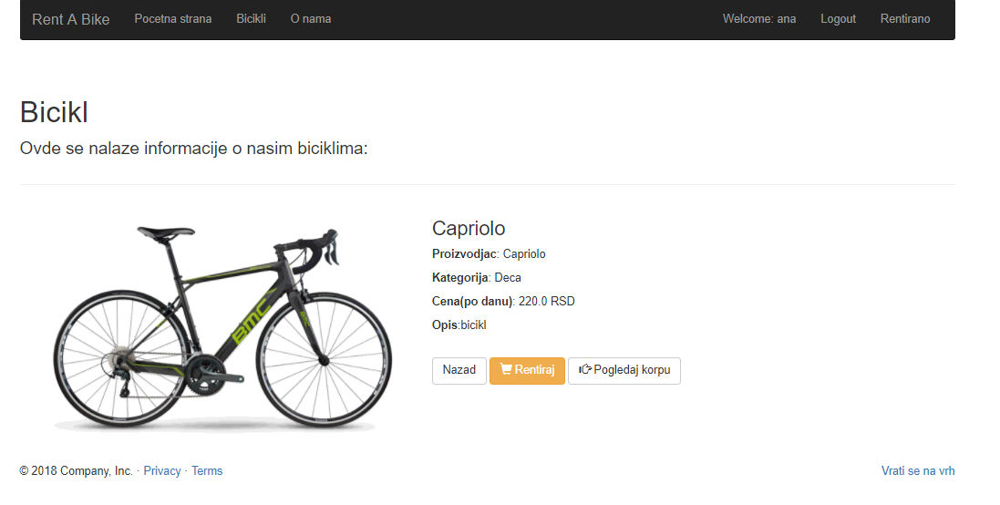 Rent A Bike Pocetna strana Bicikli O nama Welcome: ana Logout Rentirano
Bicikl
Ovde se nalaze informacije o nasim biciklima:
Capriolo
Proizvodjac: Capriolo
Kategorija: Deca
Cena(po danu): 220.0 RSD
Opis:bicikl
BMC
BMC
Nazad Rentiraj Pogledaj korpu
© 2018 Company, Inc. · Privacy · Terms Vrati se na vrh